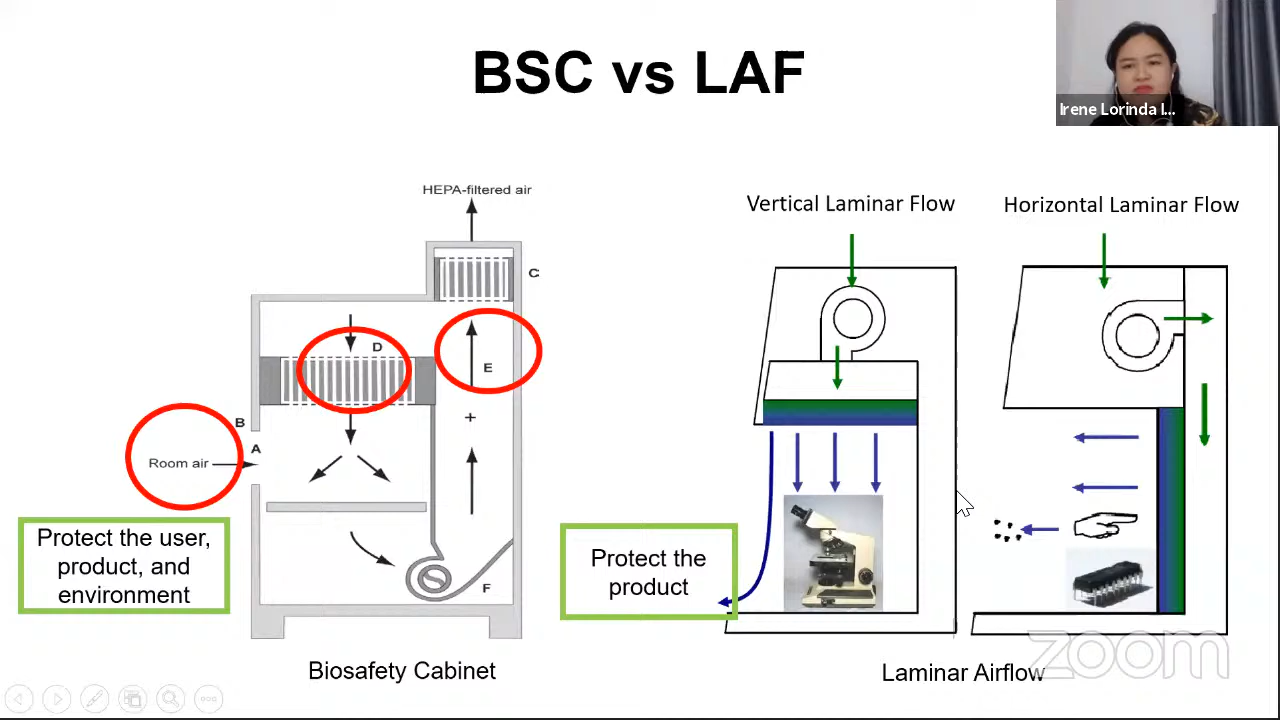 BSC vs LAF
Irene Lorinda I...
HEPA-filtered air
C
D
E
B
A
Room air
+
F
Protect the user,
product, and
environment
Biosafety Cabinet
Vertical Laminar Flow
Horizontal Laminar Flow
Protect the
product
Laminar Airflow
zoom